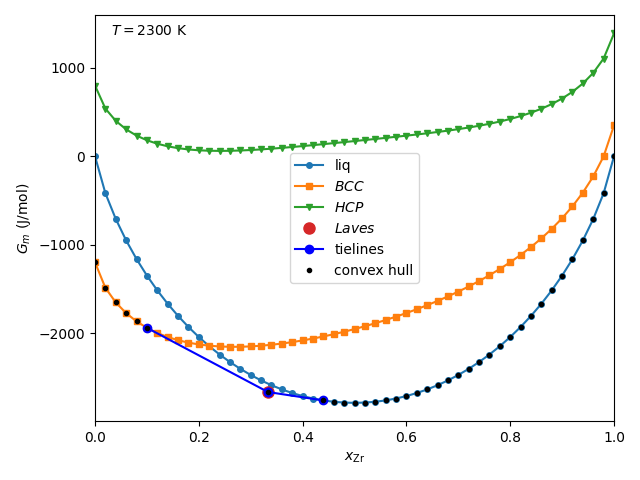 T = 2300 K
1000
0
−1000
−2000
G_m (J/mol)
liq
BCC
HCP
Laves
tielines
convex hull
0.0 0.2 0.4 0.6 0.8 1.0
x_Zr